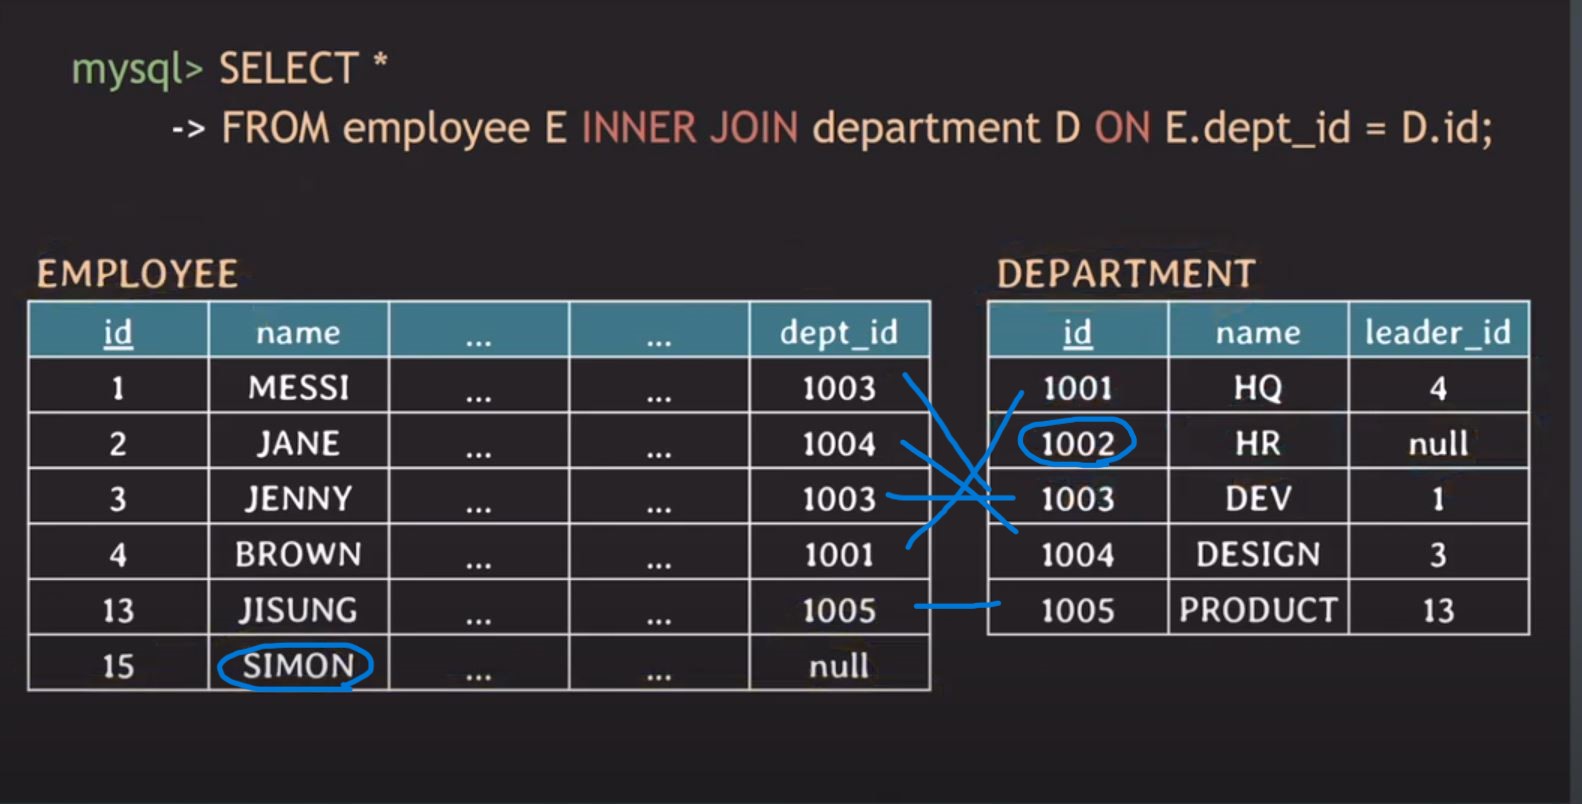 mysql> SELECT *
-> FROM employee E INNER JOIN department D ON E.dept_id = D.id;
EMPLOYEE
id name ... ... dept_id
1 MESSI ... ... 1003
2 JANE ... ... 1004
3 JENNY ... ... 1003
4 BROWN ... ... 1001
13 JISUNG ... ... 1005
15 SIMON ... ... null
DEPARTMENT
id name leader_id
1001 HQ 4
1002 HR null
1003 DEV 1
1004 DESIGN 3
1005 PRODUCT 13